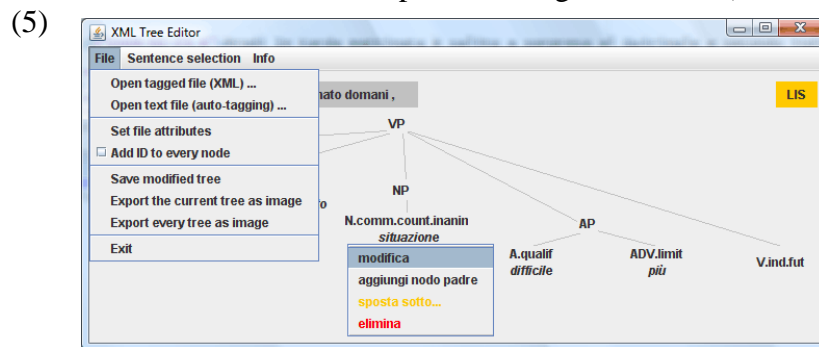 (5)
XML Tree Editor
File Sentence selection Info
Open tagged file (XML) ...
Open text file (auto-tagging) ...
Set file attributes
Add ID to every node
Save modified tree
Export the current tree as image
Export every tree as image
Exit
domani ,
LIS
VP
NP
N.comm.count.inanin
situazione
AP
A.qualif
difficile
ADV.limit
più
V.ind.fut
modifica
aggiungi nodo padre
sposta sotto...
elimina